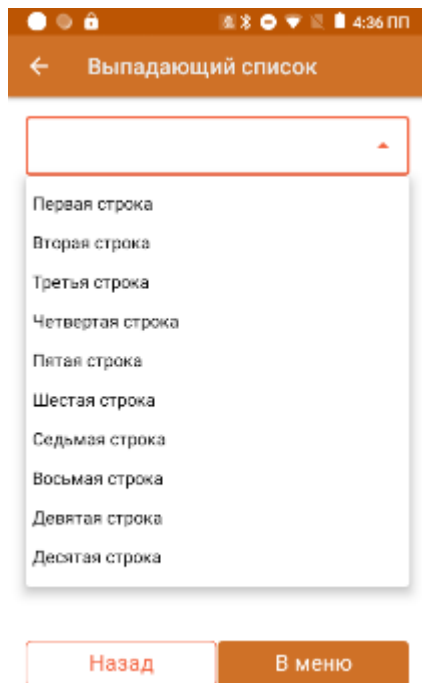 4:36 ПП
Выпадающий список
Первая строка
Вторая строка
Третья строка
Четвертая строка
Пятая строка
Шестая строка
Седьмая строка
Восьмая строка
Девятая строка
Десятая строка
Назад
В меню